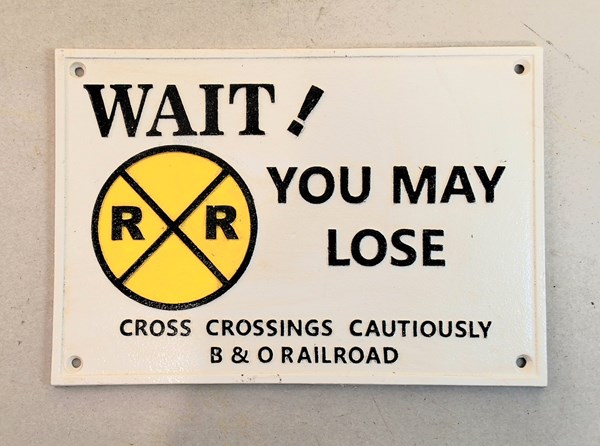 WAIT!
R R
YOU MAY
LOSE
CROSS CROSSINGS CAUTIOUSLY
B & O RAILROAD